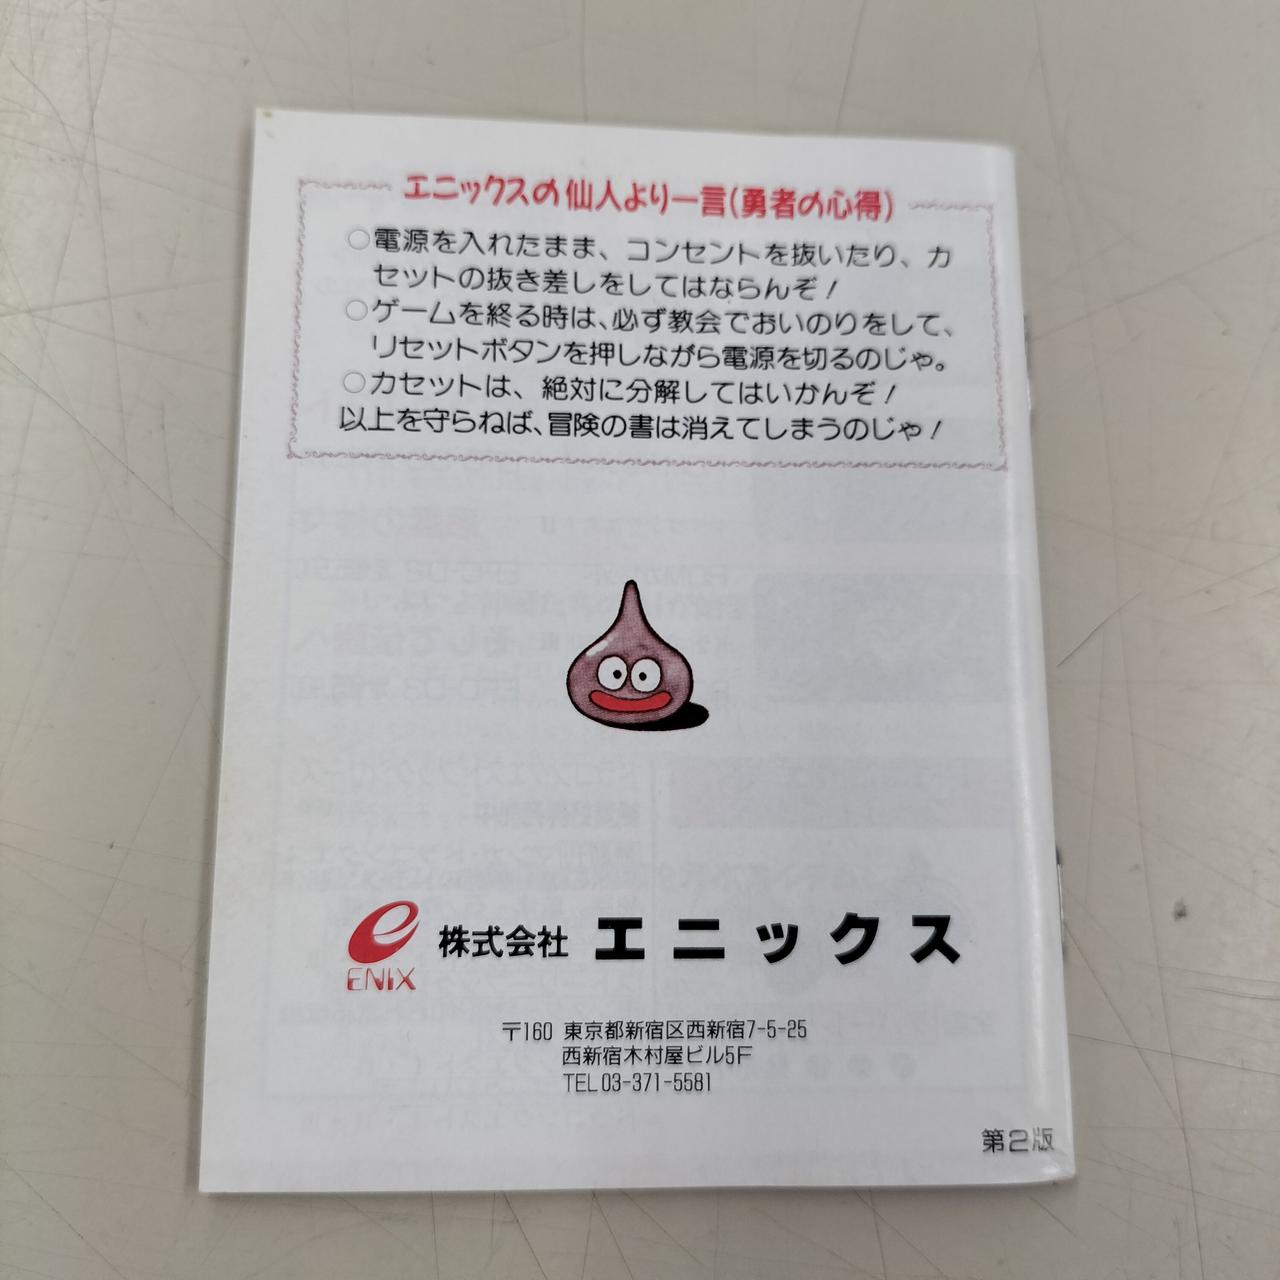 エニックスの仙人より一言(勇者の心得)
○電源を入れたまま、コンセントを抜いたり、カ
セットの抜き差しをしてはならんぞ!
○ゲームを終る時は、必ず教会でおいのりをして、
リセットボタンを押しながら電源を切るのじゃ。
○カセットは、絶対に分解してはいかんぞ!
以上を守らねば、冒険の書は消えてしまうのじゃ!
ENIX 株式会社 エニックス
〒160 東京都新宿区西新宿7-5-25
西新宿木村屋ビル5F
TEL03-371-5581
第2版